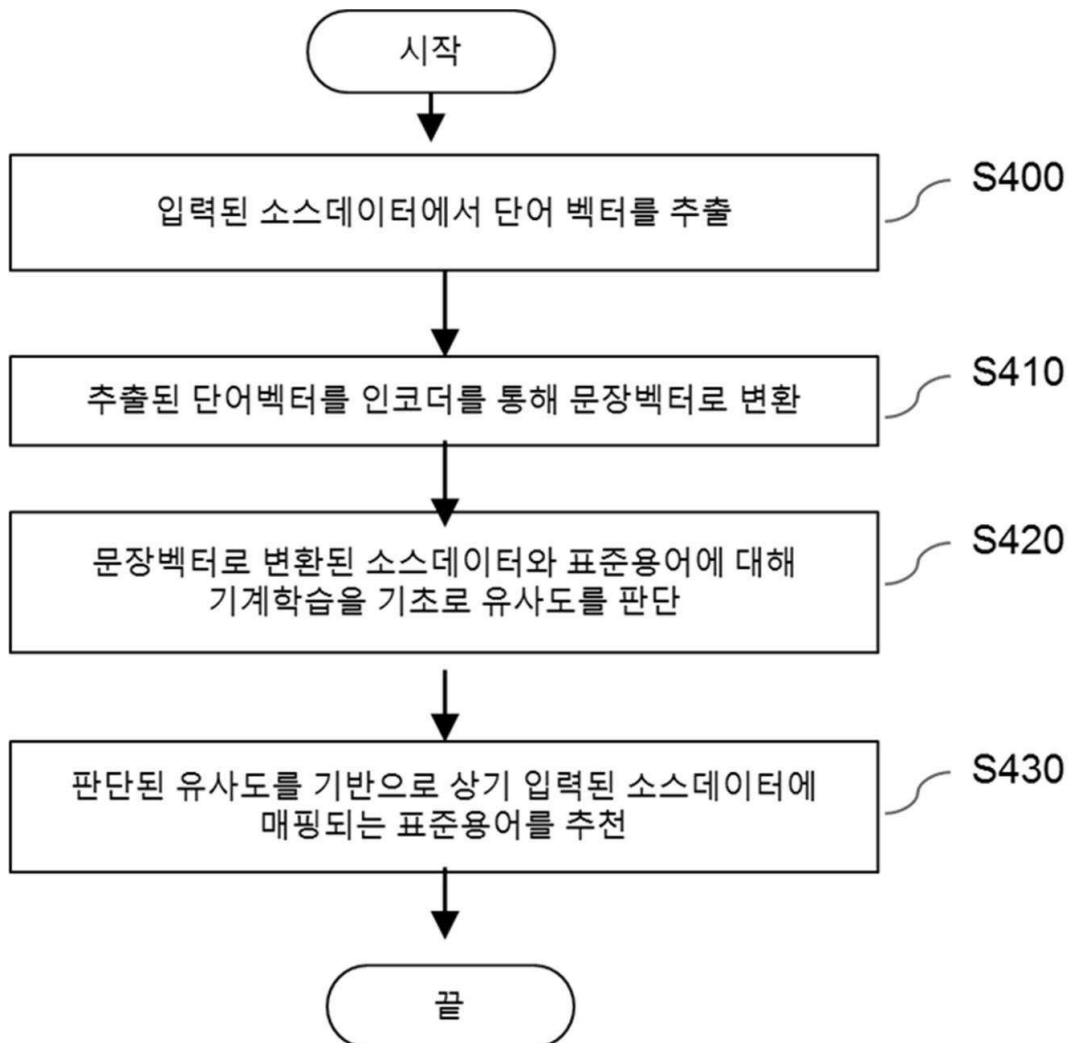 시작
입력된 소스데이터에서 단어 벡터를 추출
S400
추출된 단어벡터를 인코더를 통해 문장벡터로 변환
S410
문장벡터로 변환된 소스데이터와 표준용어에 대해
기계학습을 기초로 유사도를 판단
S420
판단된 유사도를 기반으로 상기 입력된 소스데이터에
매핑되는 표준용어를 추천
S430
끝